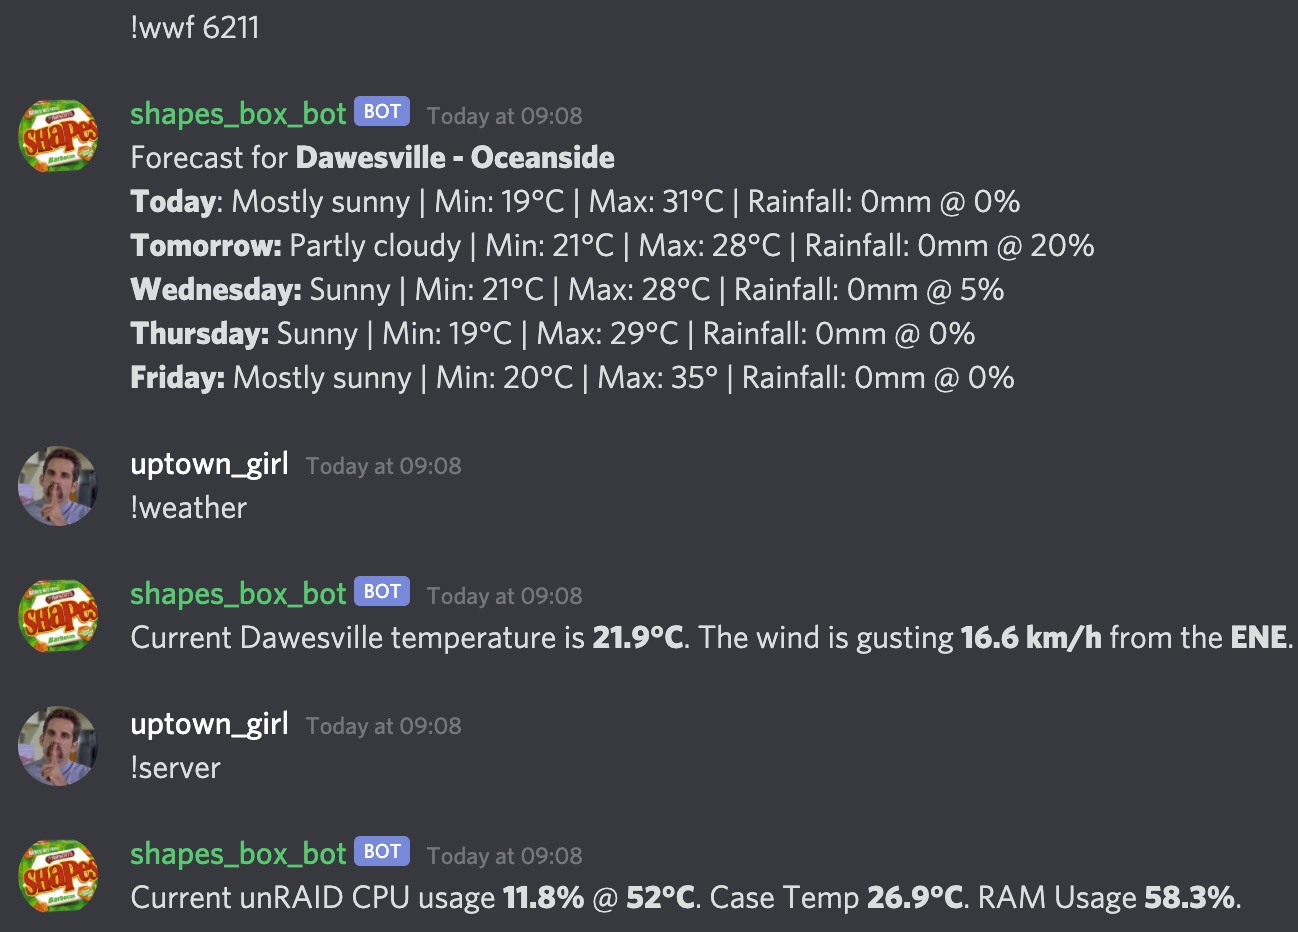 !wwf 6211
shapes_box_bot BOT Today at 09:08
Forecast for Dawesville - Oceanside
Today: Mostly sunny | Min: 19°C | Max: 31°C | Rainfall: 0mm @ 0%
Tomorrow: Partly cloudy | Min: 21°C | Max: 28°C | Rainfall: 0mm @ 20%
Wednesday: Sunny | Min: 21°C | Max: 28°C | Rainfall: 0mm @ 5%
Thursday: Sunny | Min: 19°C | Max: 29°C | Rainfall: 0mm @ 0%
Friday: Mostly sunny | Min: 20°C | Max: 35° | Rainfall: 0mm @ 0%
uptown_girl Today at 09:08
!weather
shapes_box_bot BOT Today at 09:08
Current Dawesville temperature is 21.9°C. The wind is gusting 16.6 km/h from the ENE.
uptown_girl Today at 09:08
!server
shapes_box_bot BOT Today at 09:08
Current unRAID CPU usage 11.8% @ 52°C. Case Temp 26.9°C. RAM Usage 58.3%.